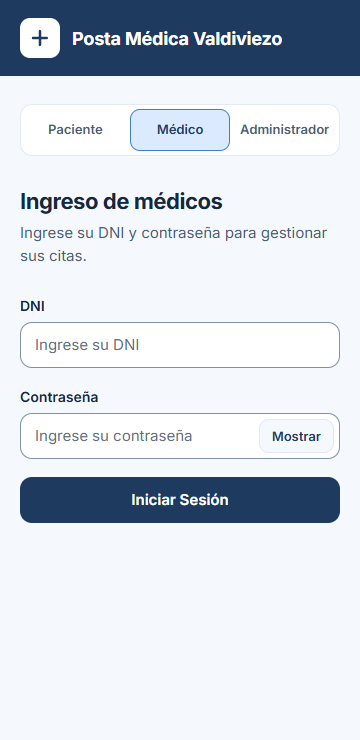 Posta Médica Valdiviezo
Paciente Médico Administrador
Ingreso de médicos
Ingrese su DNI y contraseña para gestionar
sus citas.
DNI
Ingrese su DNI
Contraseña
Ingrese su contraseña Mostrar
Iniciar Sesión